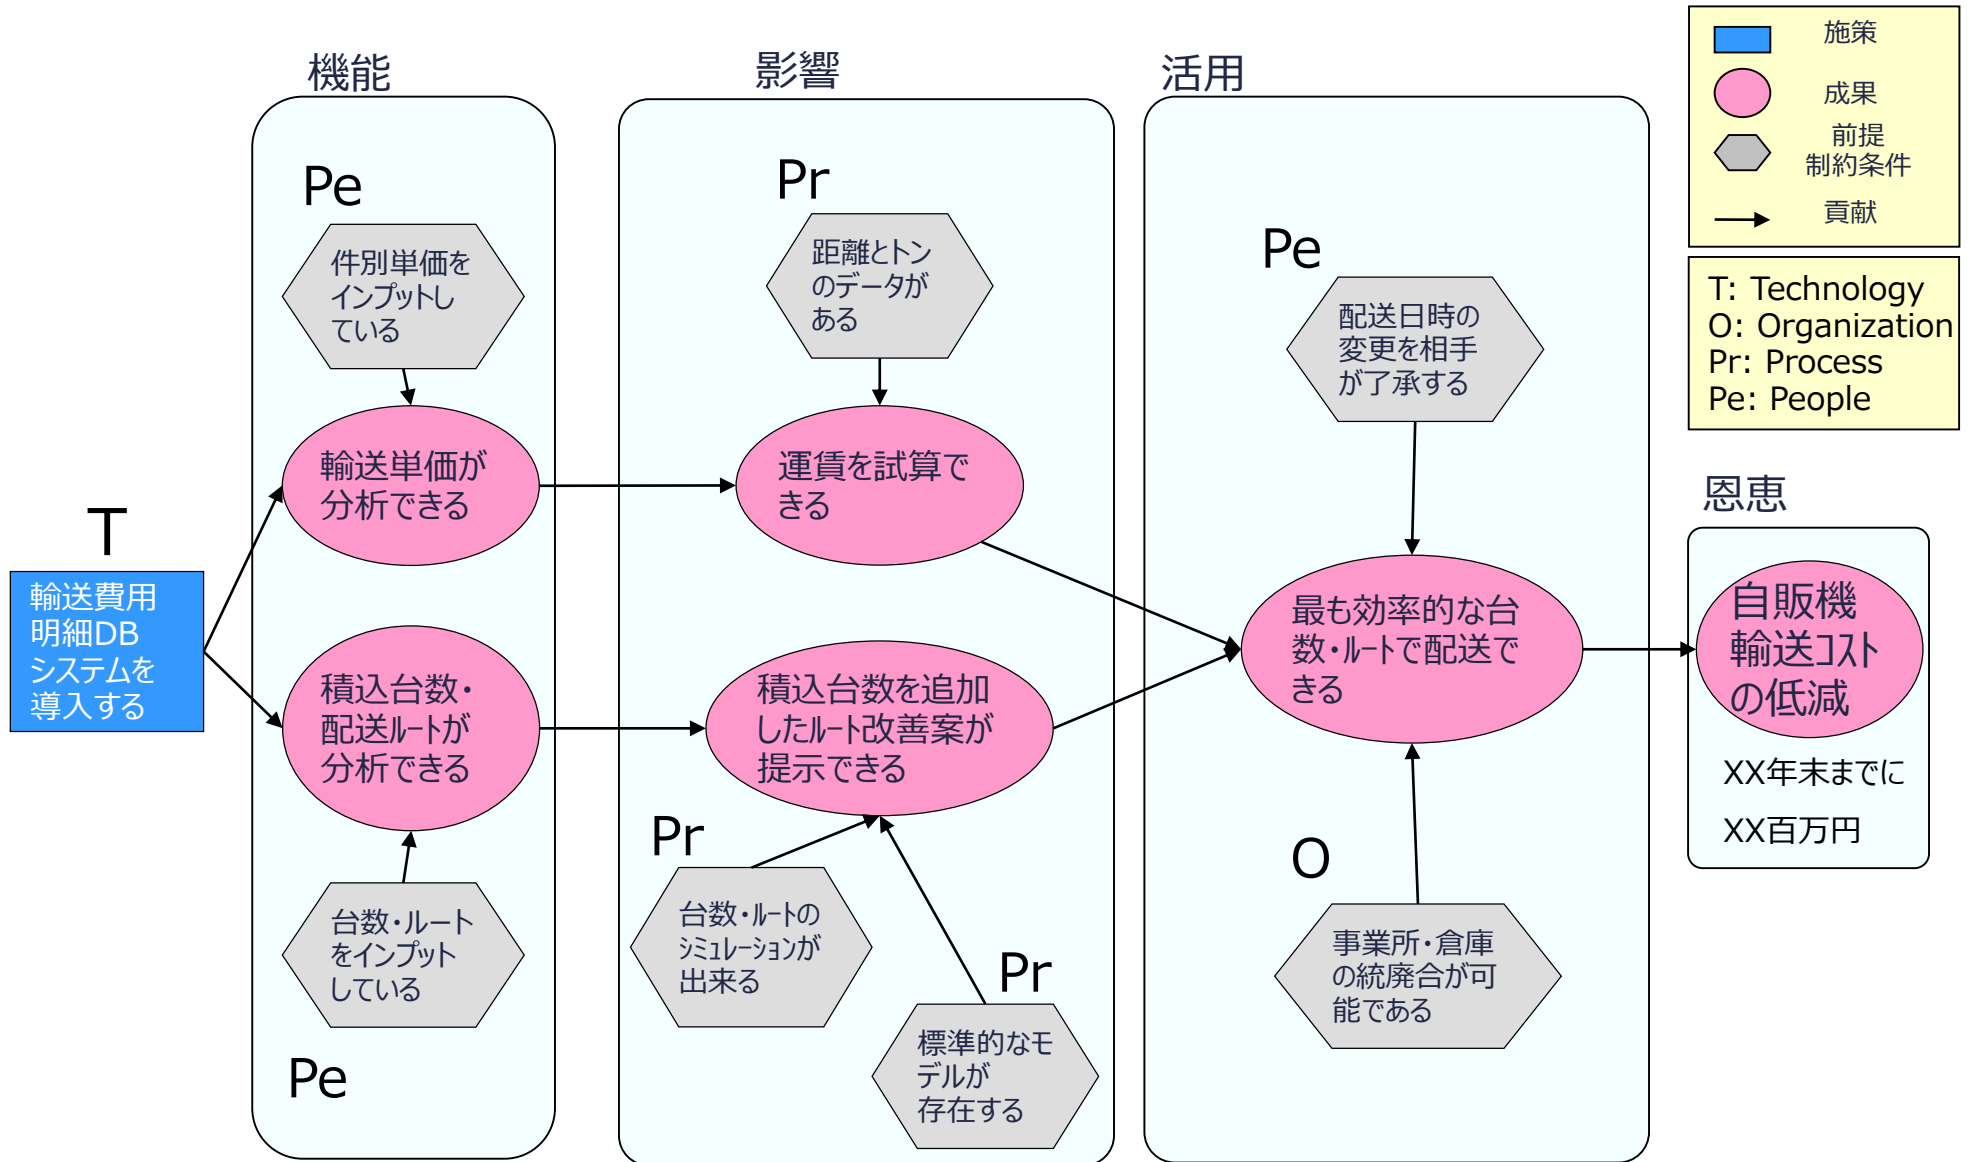 機能
影響
活用
施策
成果
前提
制約条件
貢献
T: Technology
O: Organization
Pr: Process
Pe: People
Pe
件別単価を
インプットし
ている
Pr
距離とトン
のデータが
ある
Pe
配送日時の
変更を相手
が了承する
輸送単価が
分析できる
運賃を試算で
きる
T
輸送費用
明細DB
システムを
導入する
積込台数・
配送ルートが
分析できる
積込台数を追加
したルート改善案が
提示できる
最も効率的な台
数・ルートで配送で
きる
恩恵
自販機
輸送コスト
の低減
XX年末までに
XX百万円
台数・ルート
をインプット
している
Pe
Pr
台数・ルートの
シミュレーションが
出来る
Pr
標準的なモ
デルが
存在する
O
事業所・倉庫
の統廃合が可
能である